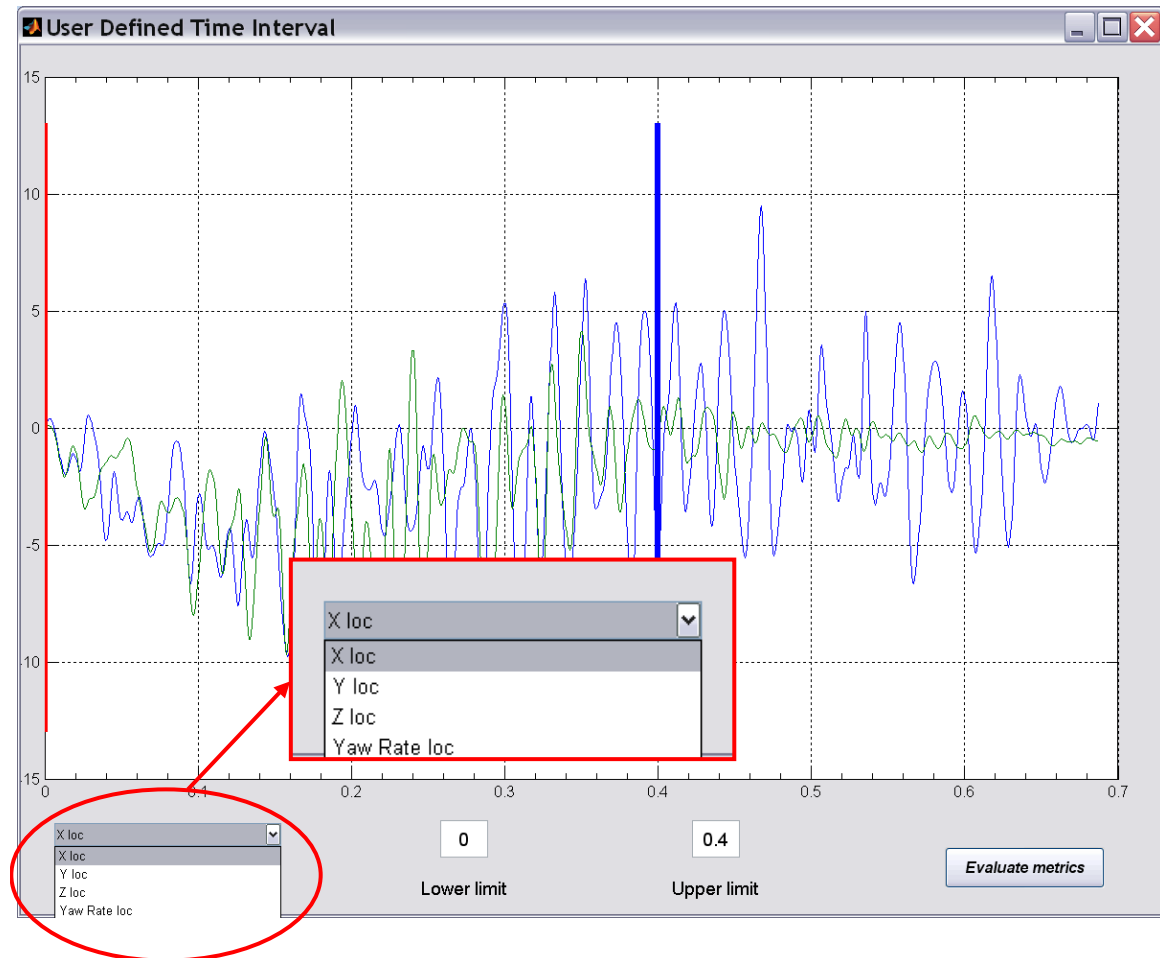 User Defined Time Interval
15
10
5
0
-5
-10
-15
0 0.1 0.2 0.3 0.4 0.5 0.6 0.7
X loc
X loc
Y loc
Z loc
Yaw Rate loc
X loc
X loc
Y loc
Z loc
Yaw Rate loc
0
Lower limit
0.4
Upper limit
Evaluate metrics